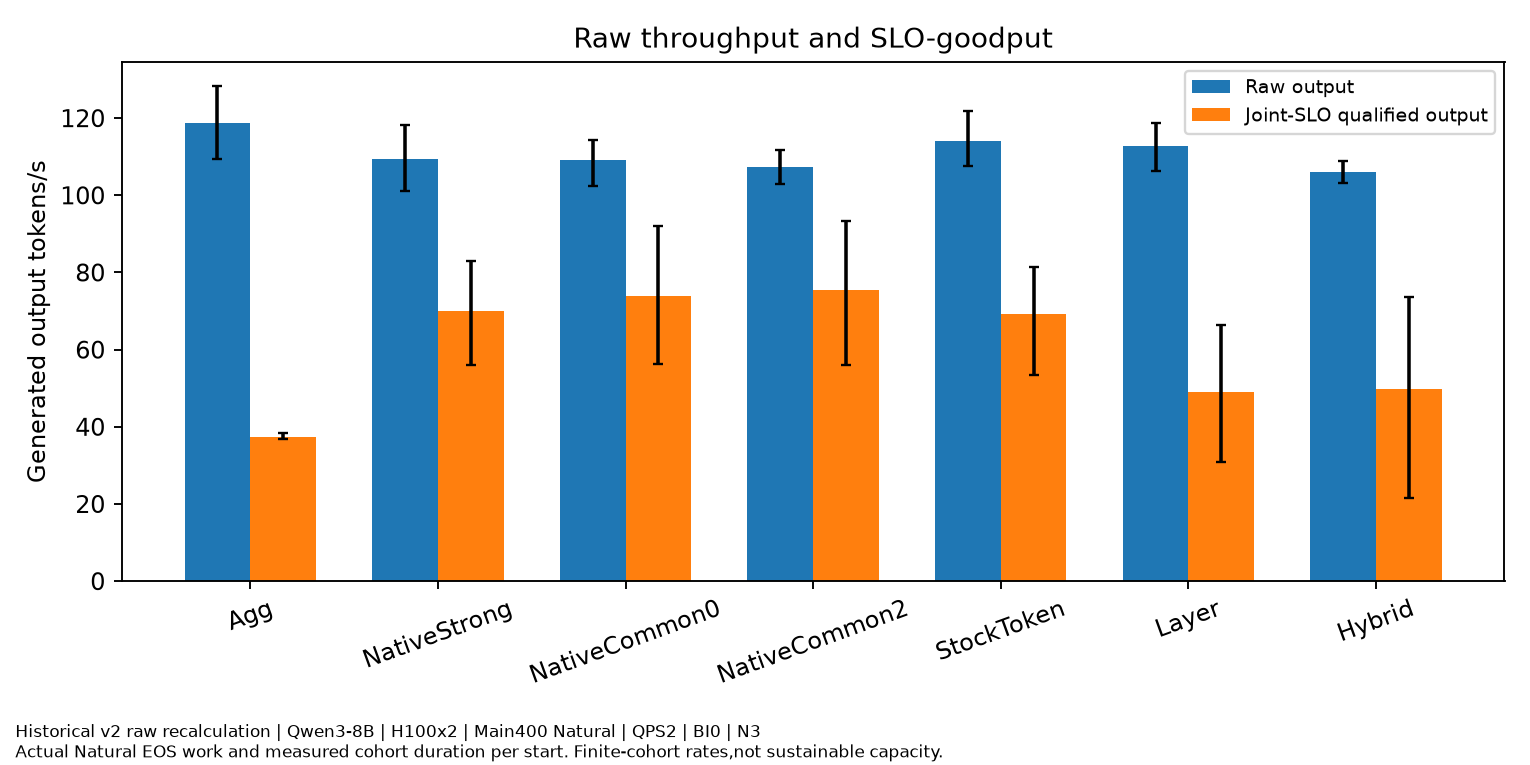 Raw throughput and SLO-goodput
Generated output tokens/s
120
100
80
60
40
20
0
Raw output
Joint-SLO qualified output
Agg
NativeStrong
NativeCommon0
NativeCommon2
StockToken
Layer
Hybrid
Historical v2 raw recalculation | Qwen3-8B | H100x2 | Main400 Natural | QPS2 | BI0 | N3
Actual Natural EOS work and measured cohort duration per start. Finite-cohort rates,not sustainable capacity.